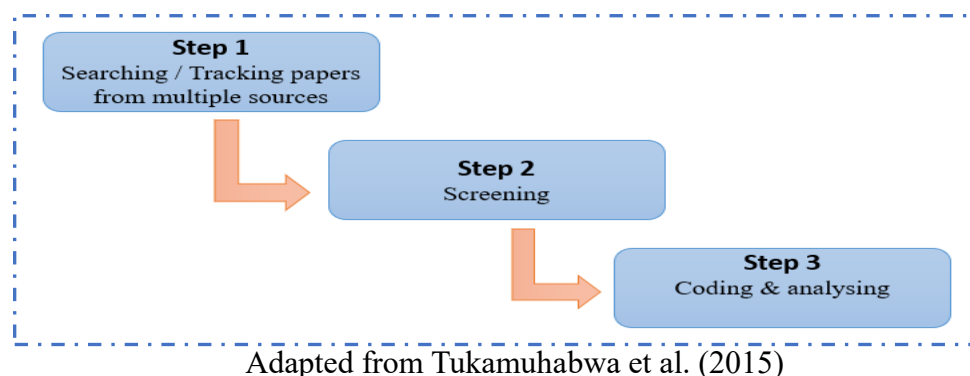 Step 1
Searching / Tracking papers
from multiple sources
Step 2
Screening
Step 3
Coding & analysing
Adapted from Tukamuhabwa et al. (2015)